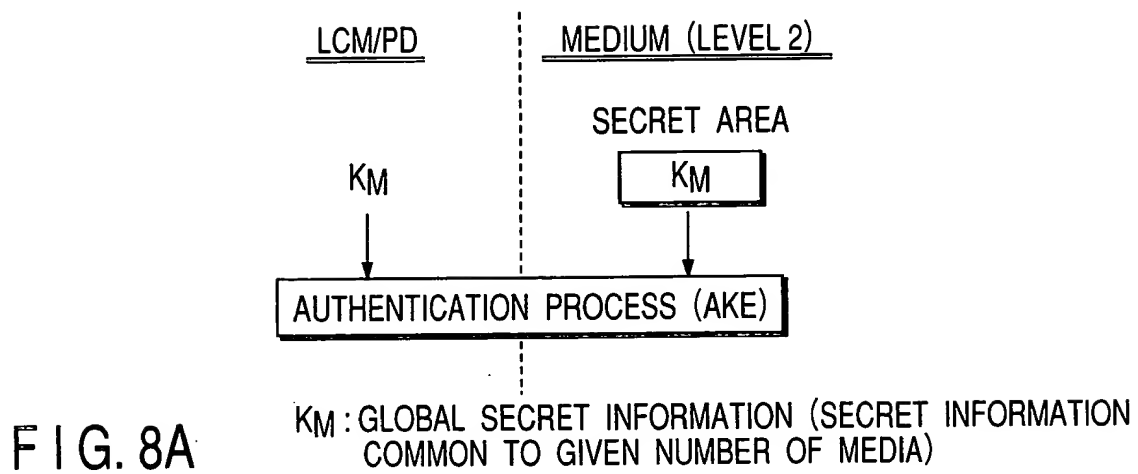 LCM/PD
MEDIUM (LEVEL 2)
SECRET AREA
KM
KM
AUTHENTICATION PROCESS (AKE)
KM : GLOBAL SECRET INFORMATION (SECRET INFORMATION
COMMON TO GIVEN NUMBER OF MEDIA)
FIG. 8A